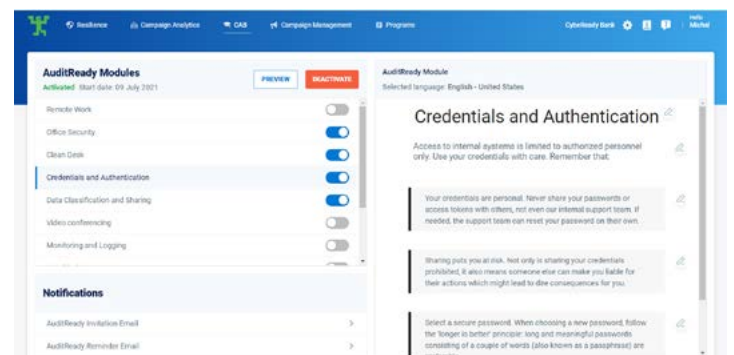 Resilience Campaign Analytics CAS Campaign Management Programs CyberReady Bank Hello
Michel
AuditReady Modules
Activated Start date: 09 July 2021
PREVIEW DEACTIVATE
Remote Work
Office Security
Clean Desk
Credentials and Authentication
Data Classification and Sharing
Video conferencing
Monitoring and Logging
Notifications
AuditReady Invitation Email
AuditReady Reminder Email
AuditReady Module
Selected language: English - United States
Credentials and Authentication
Access to internal systems is limited to authorized personnel
only. Use your credentials with care. Remember that:
Your credentials are personal. Never share your passwords or
access tokens with others, not even our internal support team. If
needed, the support team can reset your password on their own.
Sharing puts you at risk. Not only is sharing your credentials
prohibited, it also means someone else can make you liable for
their actions which might lead to dire consequences for you.
Select a secure password. When choosing a new password, follow
the 'longer is better' principle: long and meaningful passwords
consisting of a couple of words (also known as a passphrase) are